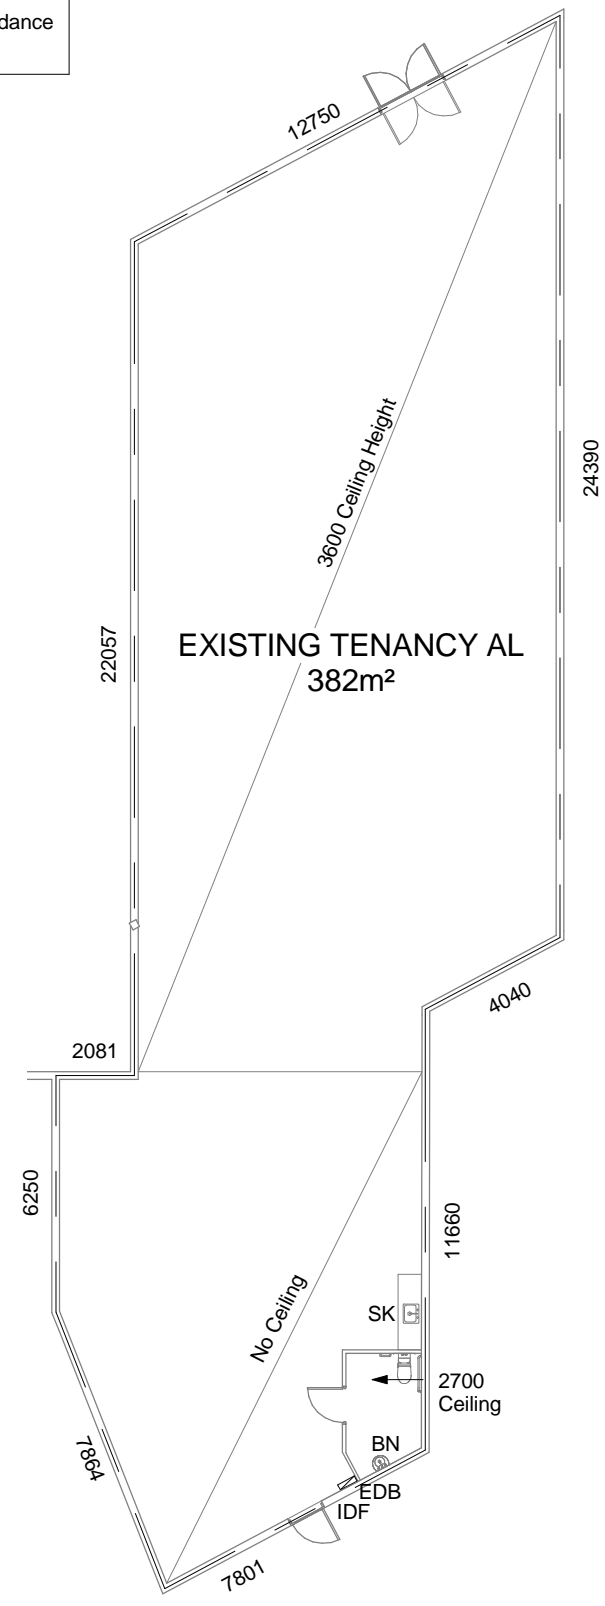 dance
12750
3600 Ceiling Height
24390
22057
EXISTING TENANCY AL
382m²
4040
2081
6250
11660
No Ceiling
SK
2700
Ceiling
BN
7864
EDB
IDF
7801